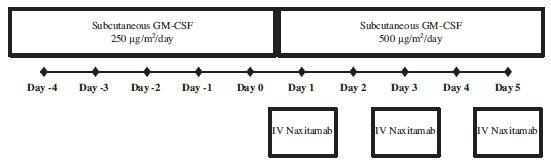 Subcutaneous GM-CSF
250 µg/m²/day
Subcutaneous GM-CSF
500 µg/m²/day
Day -4 Day -3 Day -2 Day -1 Day 0 Day 1 Day 2 Day 3 Day 4 Day 5
IV Naxitamab IV Naxitamab IV Naxitamab